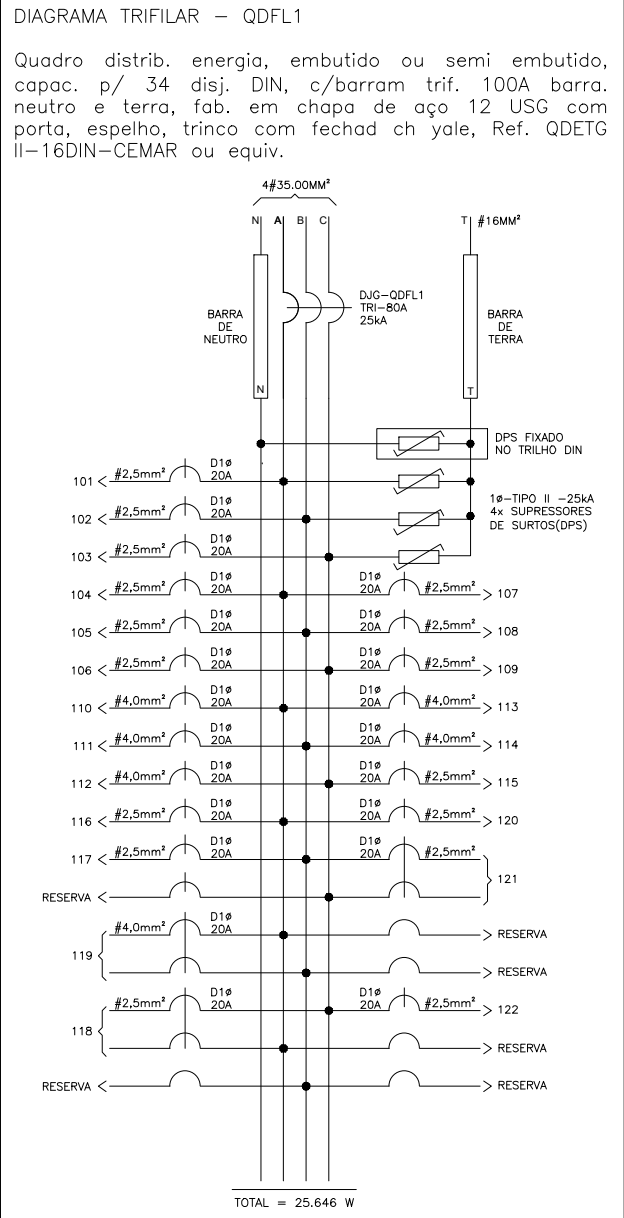 DIAGRAMA TRIFILAR – QDFL1
Quadro distrib. energia, embutido ou semi embutido,
capac. p/ 34 disj. DIN, c/barram trif. 100A barra.
neutro e terra, fab. em chapa de aço 12 USG com
porta, espelho, trinco com fechad ch yale, Ref. QDETG
II–16DIN–CEMAR ou equiv.
4#35.00MM²
N A B C T #16MM²
DJG–QDFL1
TRI–80A
25kA
BARRA
DE
NEUTRO
BARRA
DE
TERRA
N T
DPS FIXADO
NO TRILHO DIN
1ø–TIPO II –25kA
4x SUPRESSORES
DE SURTOS(DPS)
101 #2,5mm² D1ø 20A
102 #2,5mm² D1ø 20A
103 #2,5mm² D1ø 20A
104 #2,5mm² D1ø 20A D1ø 20A #2,5mm² 107
105 #2,5mm² D1ø 20A D1ø 20A #2,5mm² 108
106 #2,5mm² D1ø 20A D1ø 20A #2,5mm² 109
110 #4,0mm² D1ø 20A D1ø 20A #4,0mm² 113
111 #4,0mm² D1ø 20A D1ø 20A #4,0mm² 114
112 #4,0mm² D1ø 20A D1ø 20A #2,5mm² 115
116 #2,5mm² D1ø 20A D1ø 20A #2,5mm² 120
117 #2,5mm² D1ø 20A D1ø 20A #2,5mm² 121
RESERVA
119 #4,0mm² D1ø 20A RESERVA
RESERVA
118 #2,5mm² D1ø 20A D1ø 20A #2,5mm² 122
RESERVA
RESERVA RESERVA
TOTAL = 25.646 W